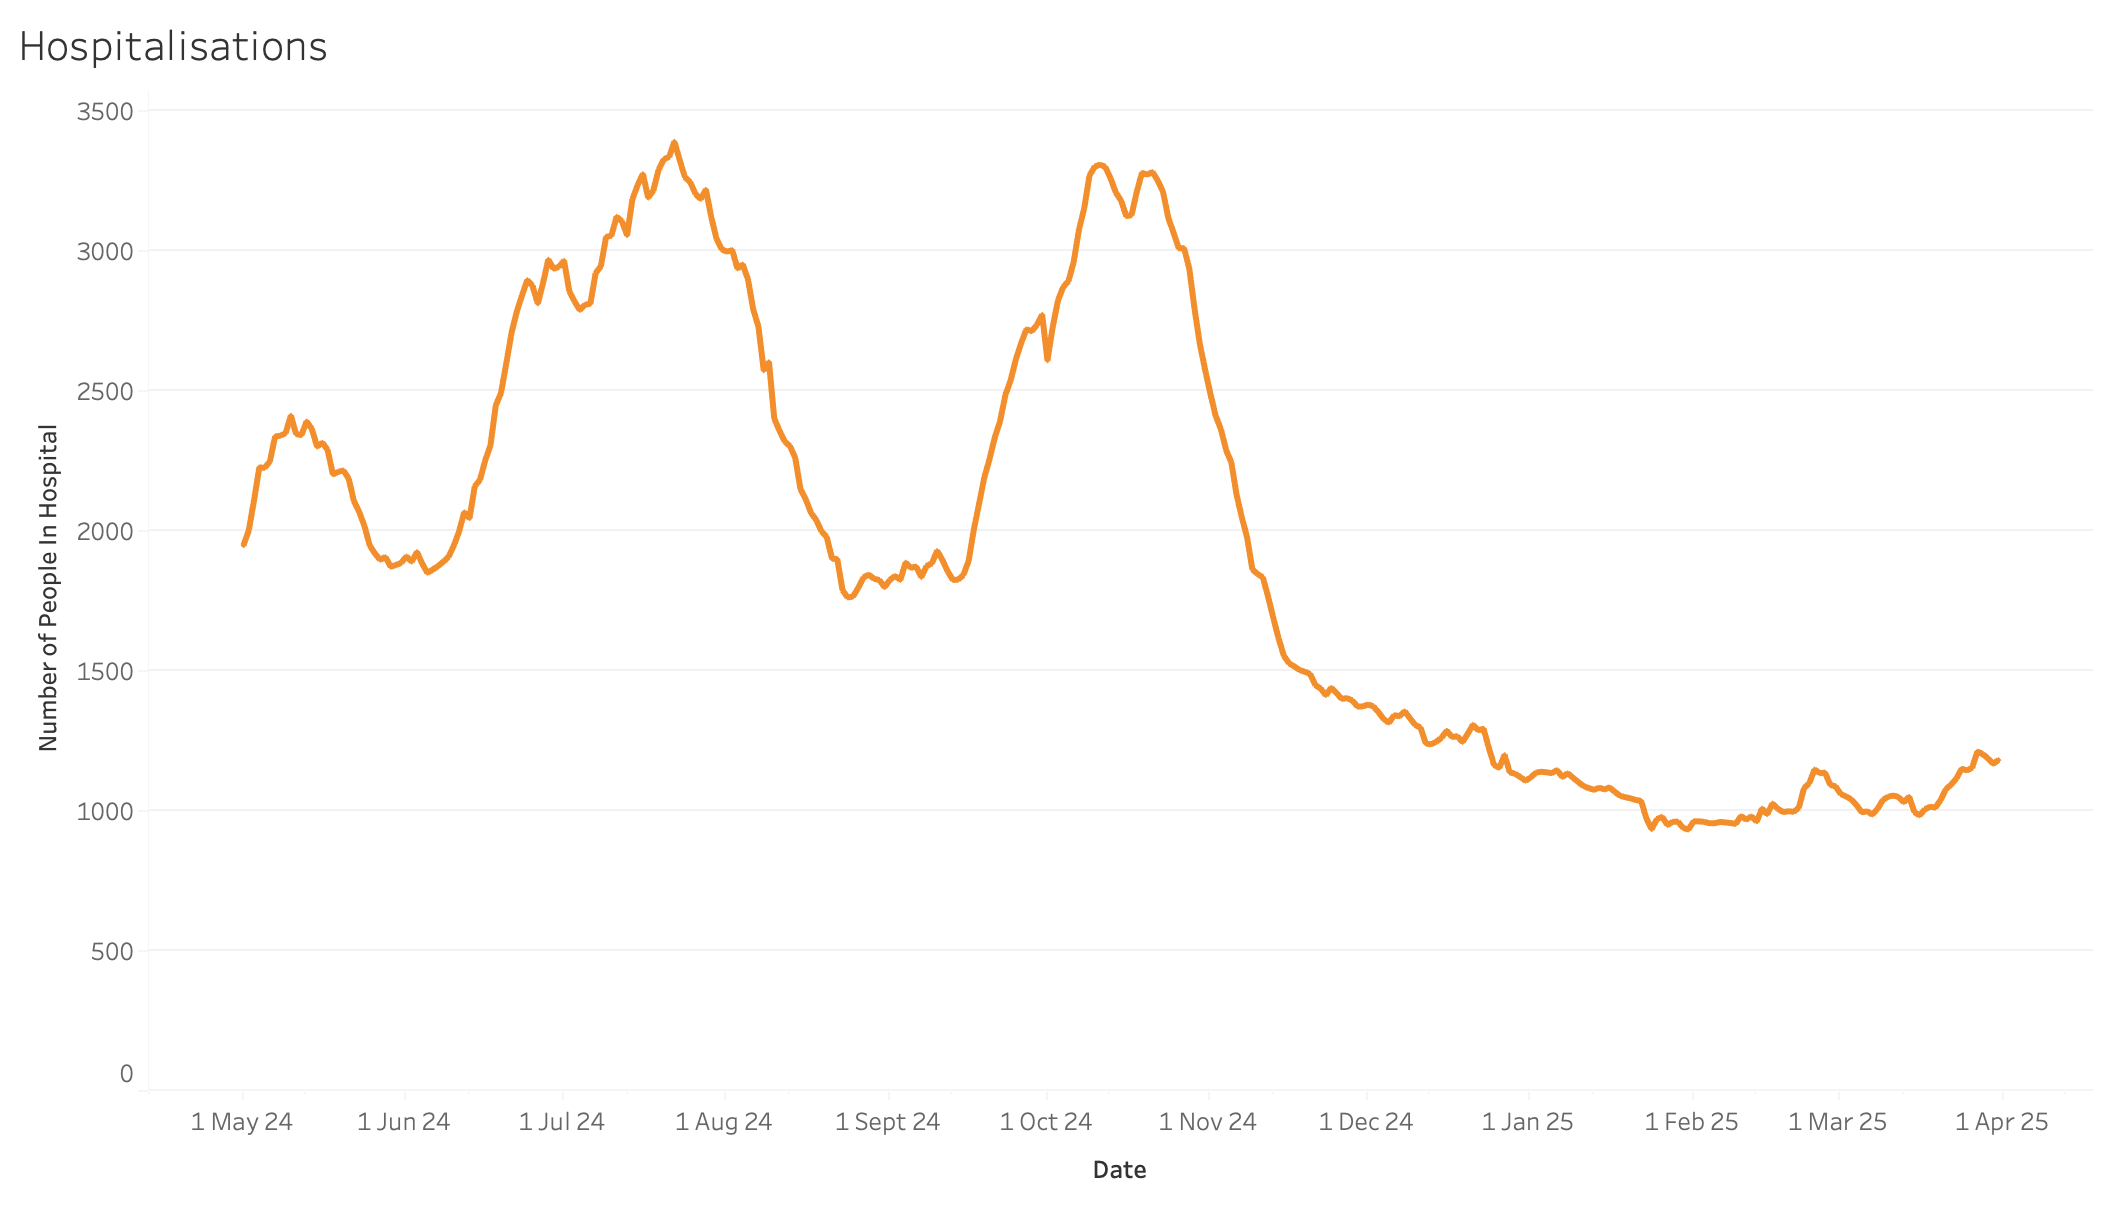 Hospitalisations
3500
3000
2500
2000
1500
1000
500
0
Number of People In Hospital
1 May 24
1 Jun 24
1 Jul 24
1 Aug 24
1 Sept 24
1 Oct 24
1 Nov 24
1 Dec 24
1 Jan 25
1 Feb 25
1 Mar 25
1 Apr 25
Date